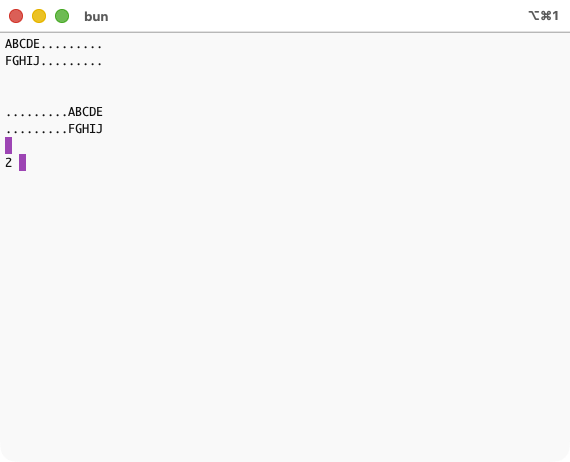 bun
⌥⌘1
ABCDE.........
FGHIJ.........
.........ABCDE
.........FGHIJ
2